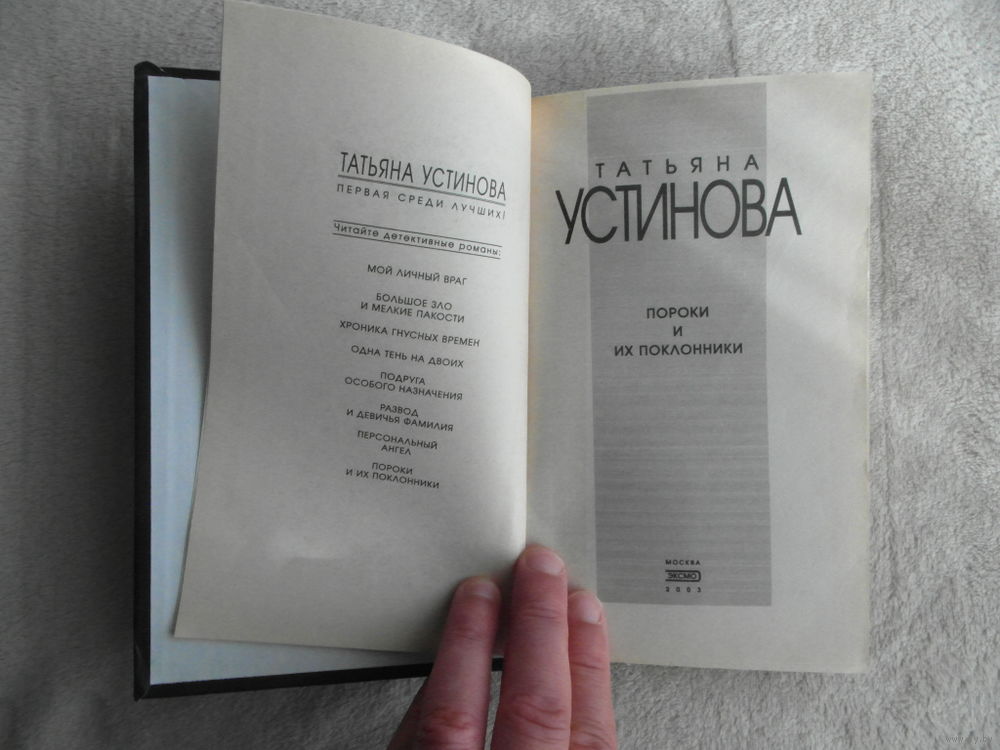 ТАТЬЯНА УСТИНОВА
ПЕРВАЯ СРЕДИ ЛУЧШИХ!
Читайте детективные романы:
МОЙ ЛИЧНЫЙ ВРАГ
БОЛЬШОЕ ЗЛО
И МЕЛКИЕ ПАКОСТИ
ХРОНИКА ГНУСНЫХ ВРЕМЕН
ОДНА ТЕНЬ НА ДВОИХ
ПОДРУГА
ОСОБОГО НАЗНАЧЕНИЯ
РАЗВОД
И ДЕВИЧЬЯ ФАМИЛИЯ
ПЕРСОНАЛЬНЫЙ
АНГЕЛ
ПОРОКИ
И ИХ ПОКЛОННИКИ
ТАТЬЯНА
УСТИНОВА
ПОРОКИ
И
ИХ ПОКЛОННИКИ
МОСКВА
ЭКСМО
2003